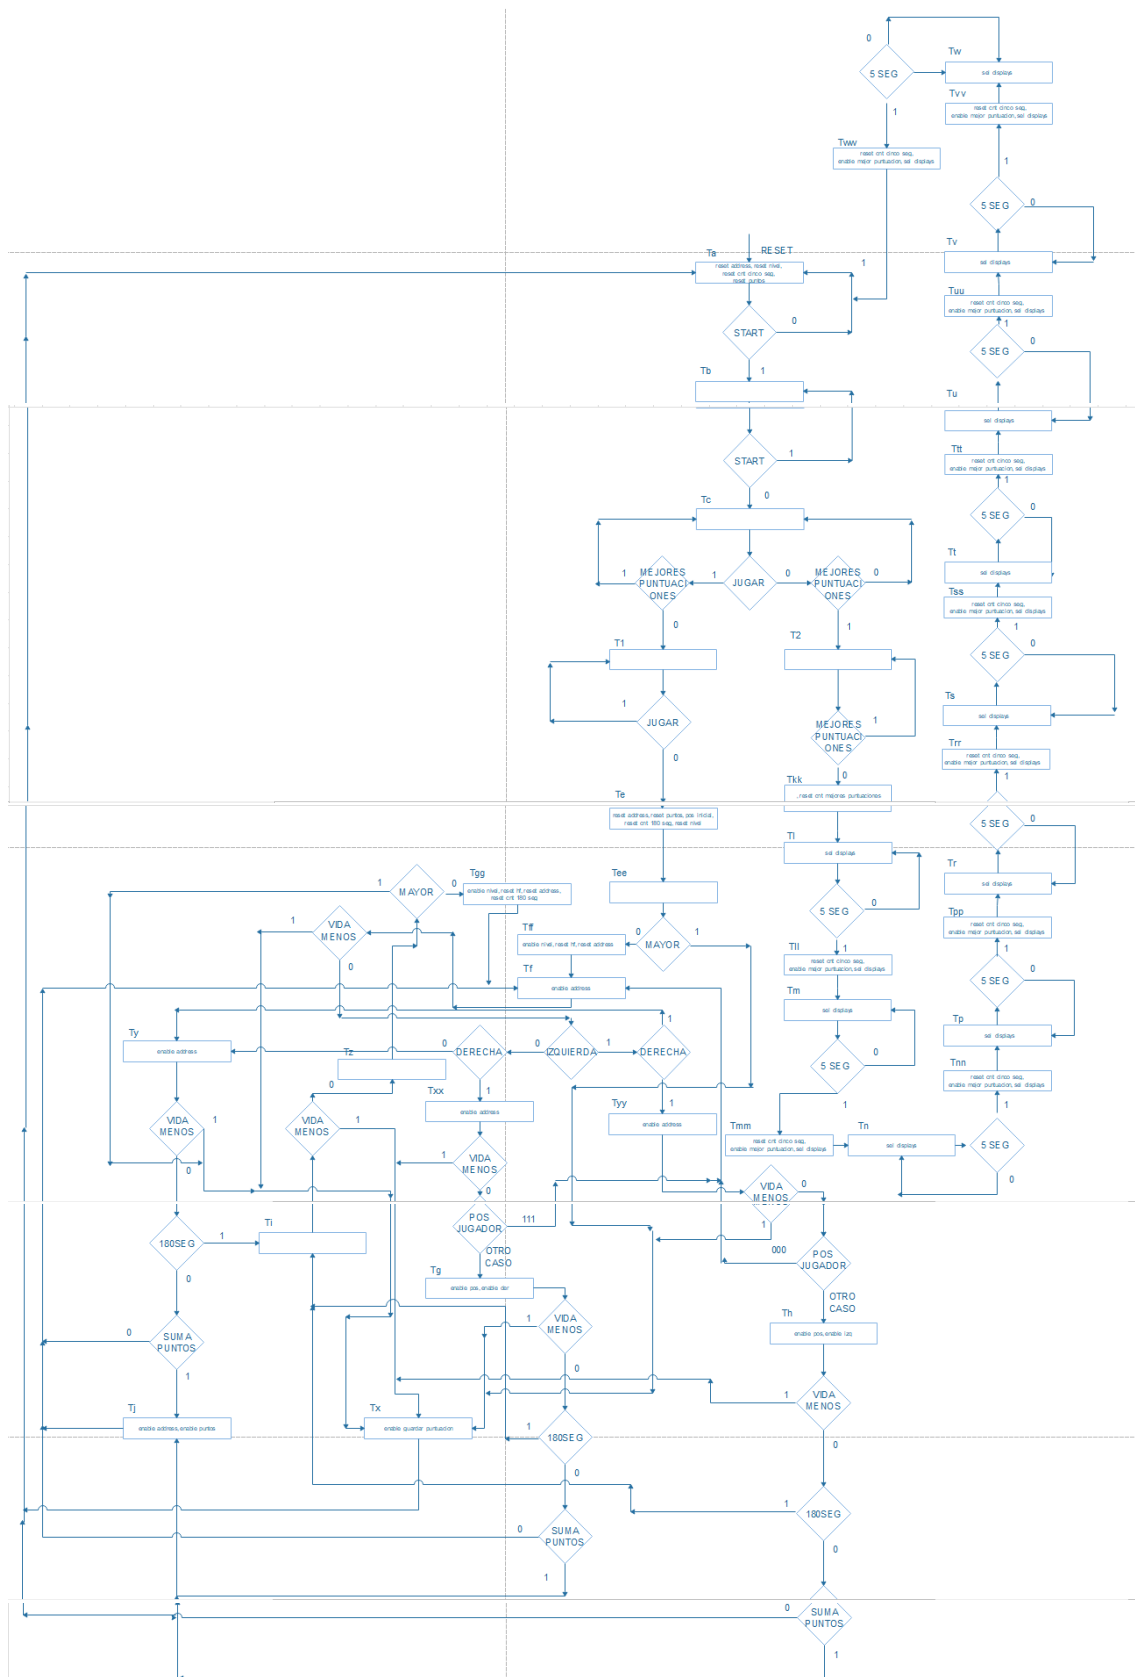 0
5 SEG
1
Tw
sel displays
Tvv
reset cnt cinco seg,
enable mejor puntuacion, sel displays
1
Tww
reset cnt cinco seg,
enable mejor puntuacion, sel displays
5 SEG
0
Tv
sel displays
Tuu
reset cnt cinco seg,
enable mejor puntuacion, sel displays
1
5 SEG
0
Tu
sel displays
Ttt
reset cnt cinco seg,
enable mejor puntuacion, sel displays
1
5 SEG
0
Tt
sel displays
Tss
reset cnt cinco seg,
enable mejor puntuacion, sel displays
1
5 SEG
0
Ts
sel displays
Trr
reset cnt cinco seg,
enable mejor puntuacion, sel displays
1
5 SEG
0
Tr
sel displays
Tpp
reset cnt cinco seg,
enable mejor puntuacion, sel displays
1
5 SEG
0
Tp
sel displays
Tnn
reset cnt cinco seg,
enable mejor puntuacion, sel displays
1
5 SEG
0
RESET
Ta
reset address, reset nivel,
reset cnt cinco seg,
reset puntos
1
START
0
1
Tb
START
1
0
Tc
MEJORES
PUNTUACI
ONES
1
0
1
JUGAR
0
MEJORES
PUNTUACI
ONES
0
1
T1
1
JUGAR
0
T2
MEJORES
PUNTUACI
ONES
1
0
Tkk
, reset cnt mejores puntuaciones
Tl
sel displays
5 SEG
0
1
Tll
reset cnt cinco seg,
enable mejor puntuacion, sel displays
Tm
sel displays
5 SEG
0
1
Tmm
reset cnt cinco seg,
enable mejor puntuacion, sel displays
Tn
sel displays
Te
reset address, reset puntos, pos inicial,
reset cnt 180 seg, reset nivel
Tee
0
MAYOR
1
Tff
enable nivel, reset hf, reset address
Tf
enable address
1
MAYOR
0
Tgg
enable nivel, reset hf, reset address,
reset cnt 180 seg
1
VIDA
MENOS
0
Ty
enable address
0
DERECHA
1
0
IZQUIERDA
1
DERECHA
1
1
Tz
0
Txx
enable address
Tyy
enable address
VIDA
MENOS
1
0
VIDA
MENOS
1
1
VIDA
MENOS
0
VIDA
MENOS
0
1
POS
JUGADOR
111
OTRO
CASO
000
POS
JUGADOR
OTRO
CASO
180SEG
1
0
Ti
Tg
enable pos, enable der
Th
enable pos, enable izq
0
SUMA
PUNTOS
1
1
VIDA
MENOS
0
1
VIDA
MENOS
0
Tj
enable address, enable puntos
Tx
enable guardar puntuacion
1
180SEG
0
1
180SEG
0
0
SUMA
PUNTOS
1
0
SUMA
PUNTOS
1